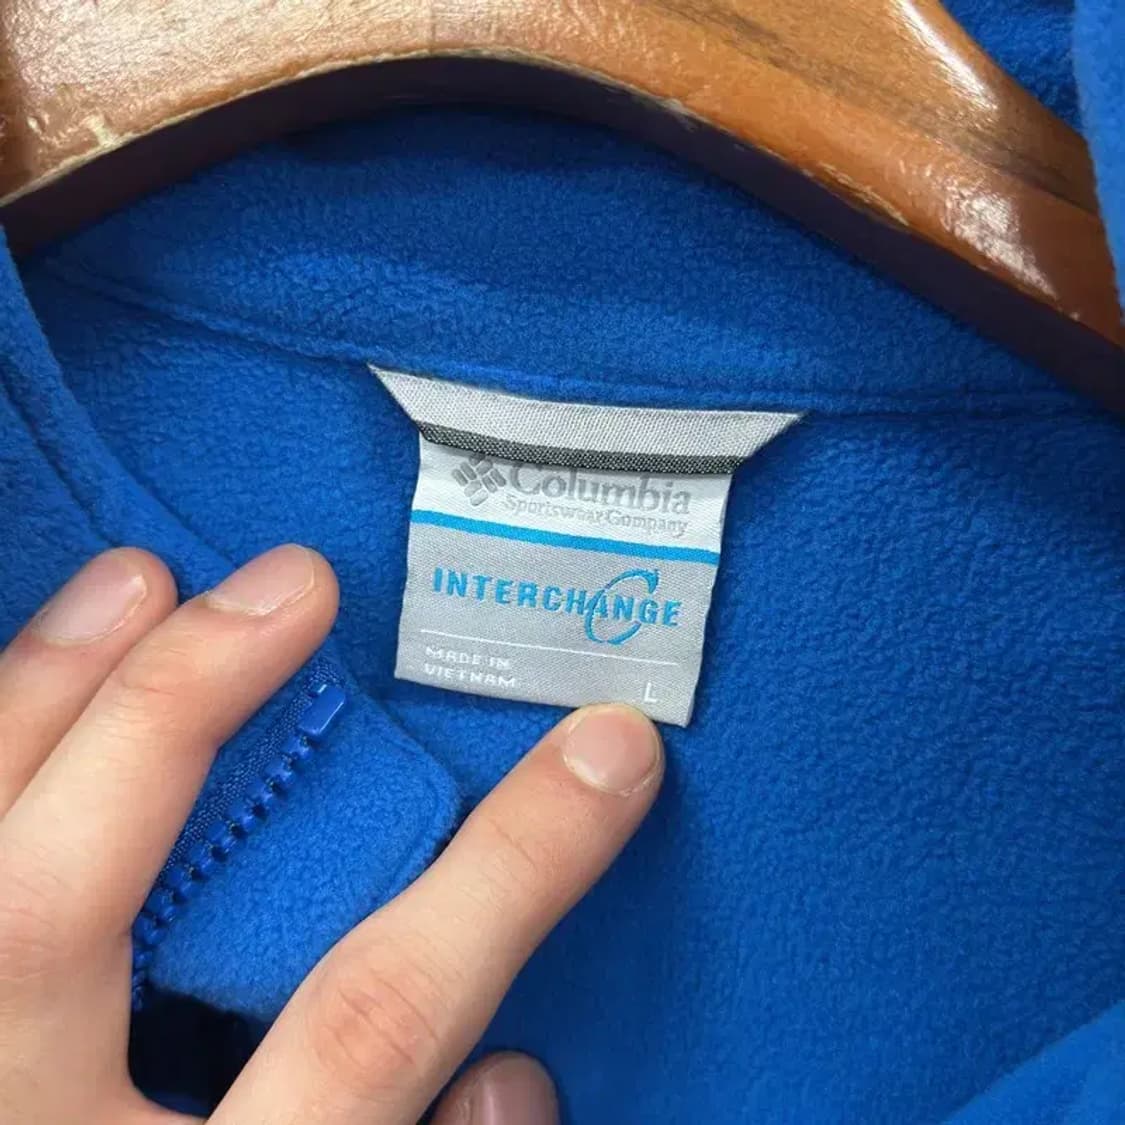 Columbia
Sportswear Company
INTERCHANGE
MADE IN
VIETNAM
L